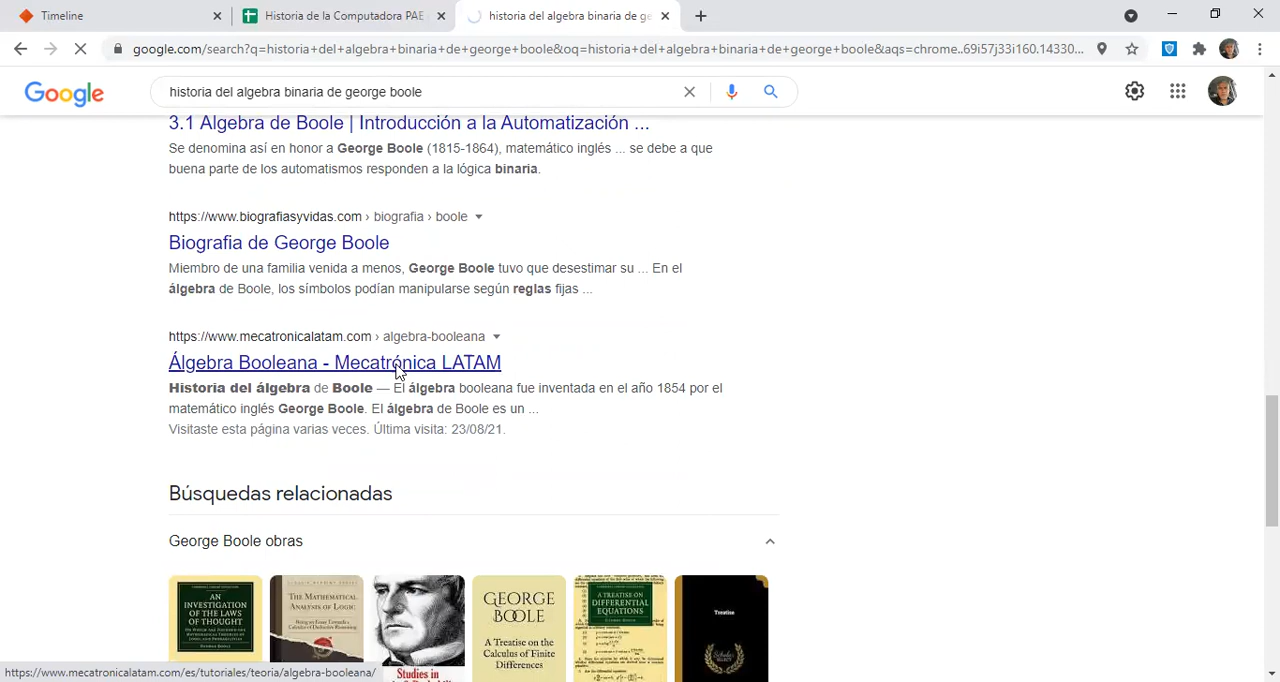 Timeline
Historia de la Computadora PAE
historia del algebra binaria de ge
google.com/search?q=historia+del+algebra+binaria+de+george+boole&oq=historia+del+algebra+binaria+de+george+boole&aqs=chrome..69i57j33i160.14330...
Google
historia del algebra binaria de george boole
3.1 Algebra de Boole | Introducción a la Automatización ...
Se denomina así en honor a George Boole (1815-1864), matemático inglés ... se debe a que
buena parte de los automatismos responden a la lógica binaria.
https://www.biografiasyvidas.com › biografia › boole
Biografia de George Boole
Miembro de una familia venida a menos, George Boole tuvo que desestimar su ... En el
álgebra de Boole, los símbolos podían manipularse según reglas fijas ...
https://www.mecatronicalatam.com › algebra-booleana
Álgebra Booleana - Mecatrónica LATAM
Historia del álgebra de Boole — El álgebra booleana fue inventada en el año 1854 por el
matemático inglés George Boole. El álgebra de Boole es un ...
Visitaste esta página varias veces. Última visita: 23/08/21.
Búsquedas relacionadas
George Boole obras
AN
INVESTIGATION
OF THE LAWS
OF THOUGHT
THE MATHEMATICAL
ANALYSIS OF LOGIC
Studies in
GEORGE
BOOLE
A Treatise on the
Calculus of Finite
Differences
A TREATISE ON
DIFFERENTIAL
EQUATIONS
Treatise
https://www.mecatronicalatam.com/es/tutoriales/teoria/algebra-booleana/